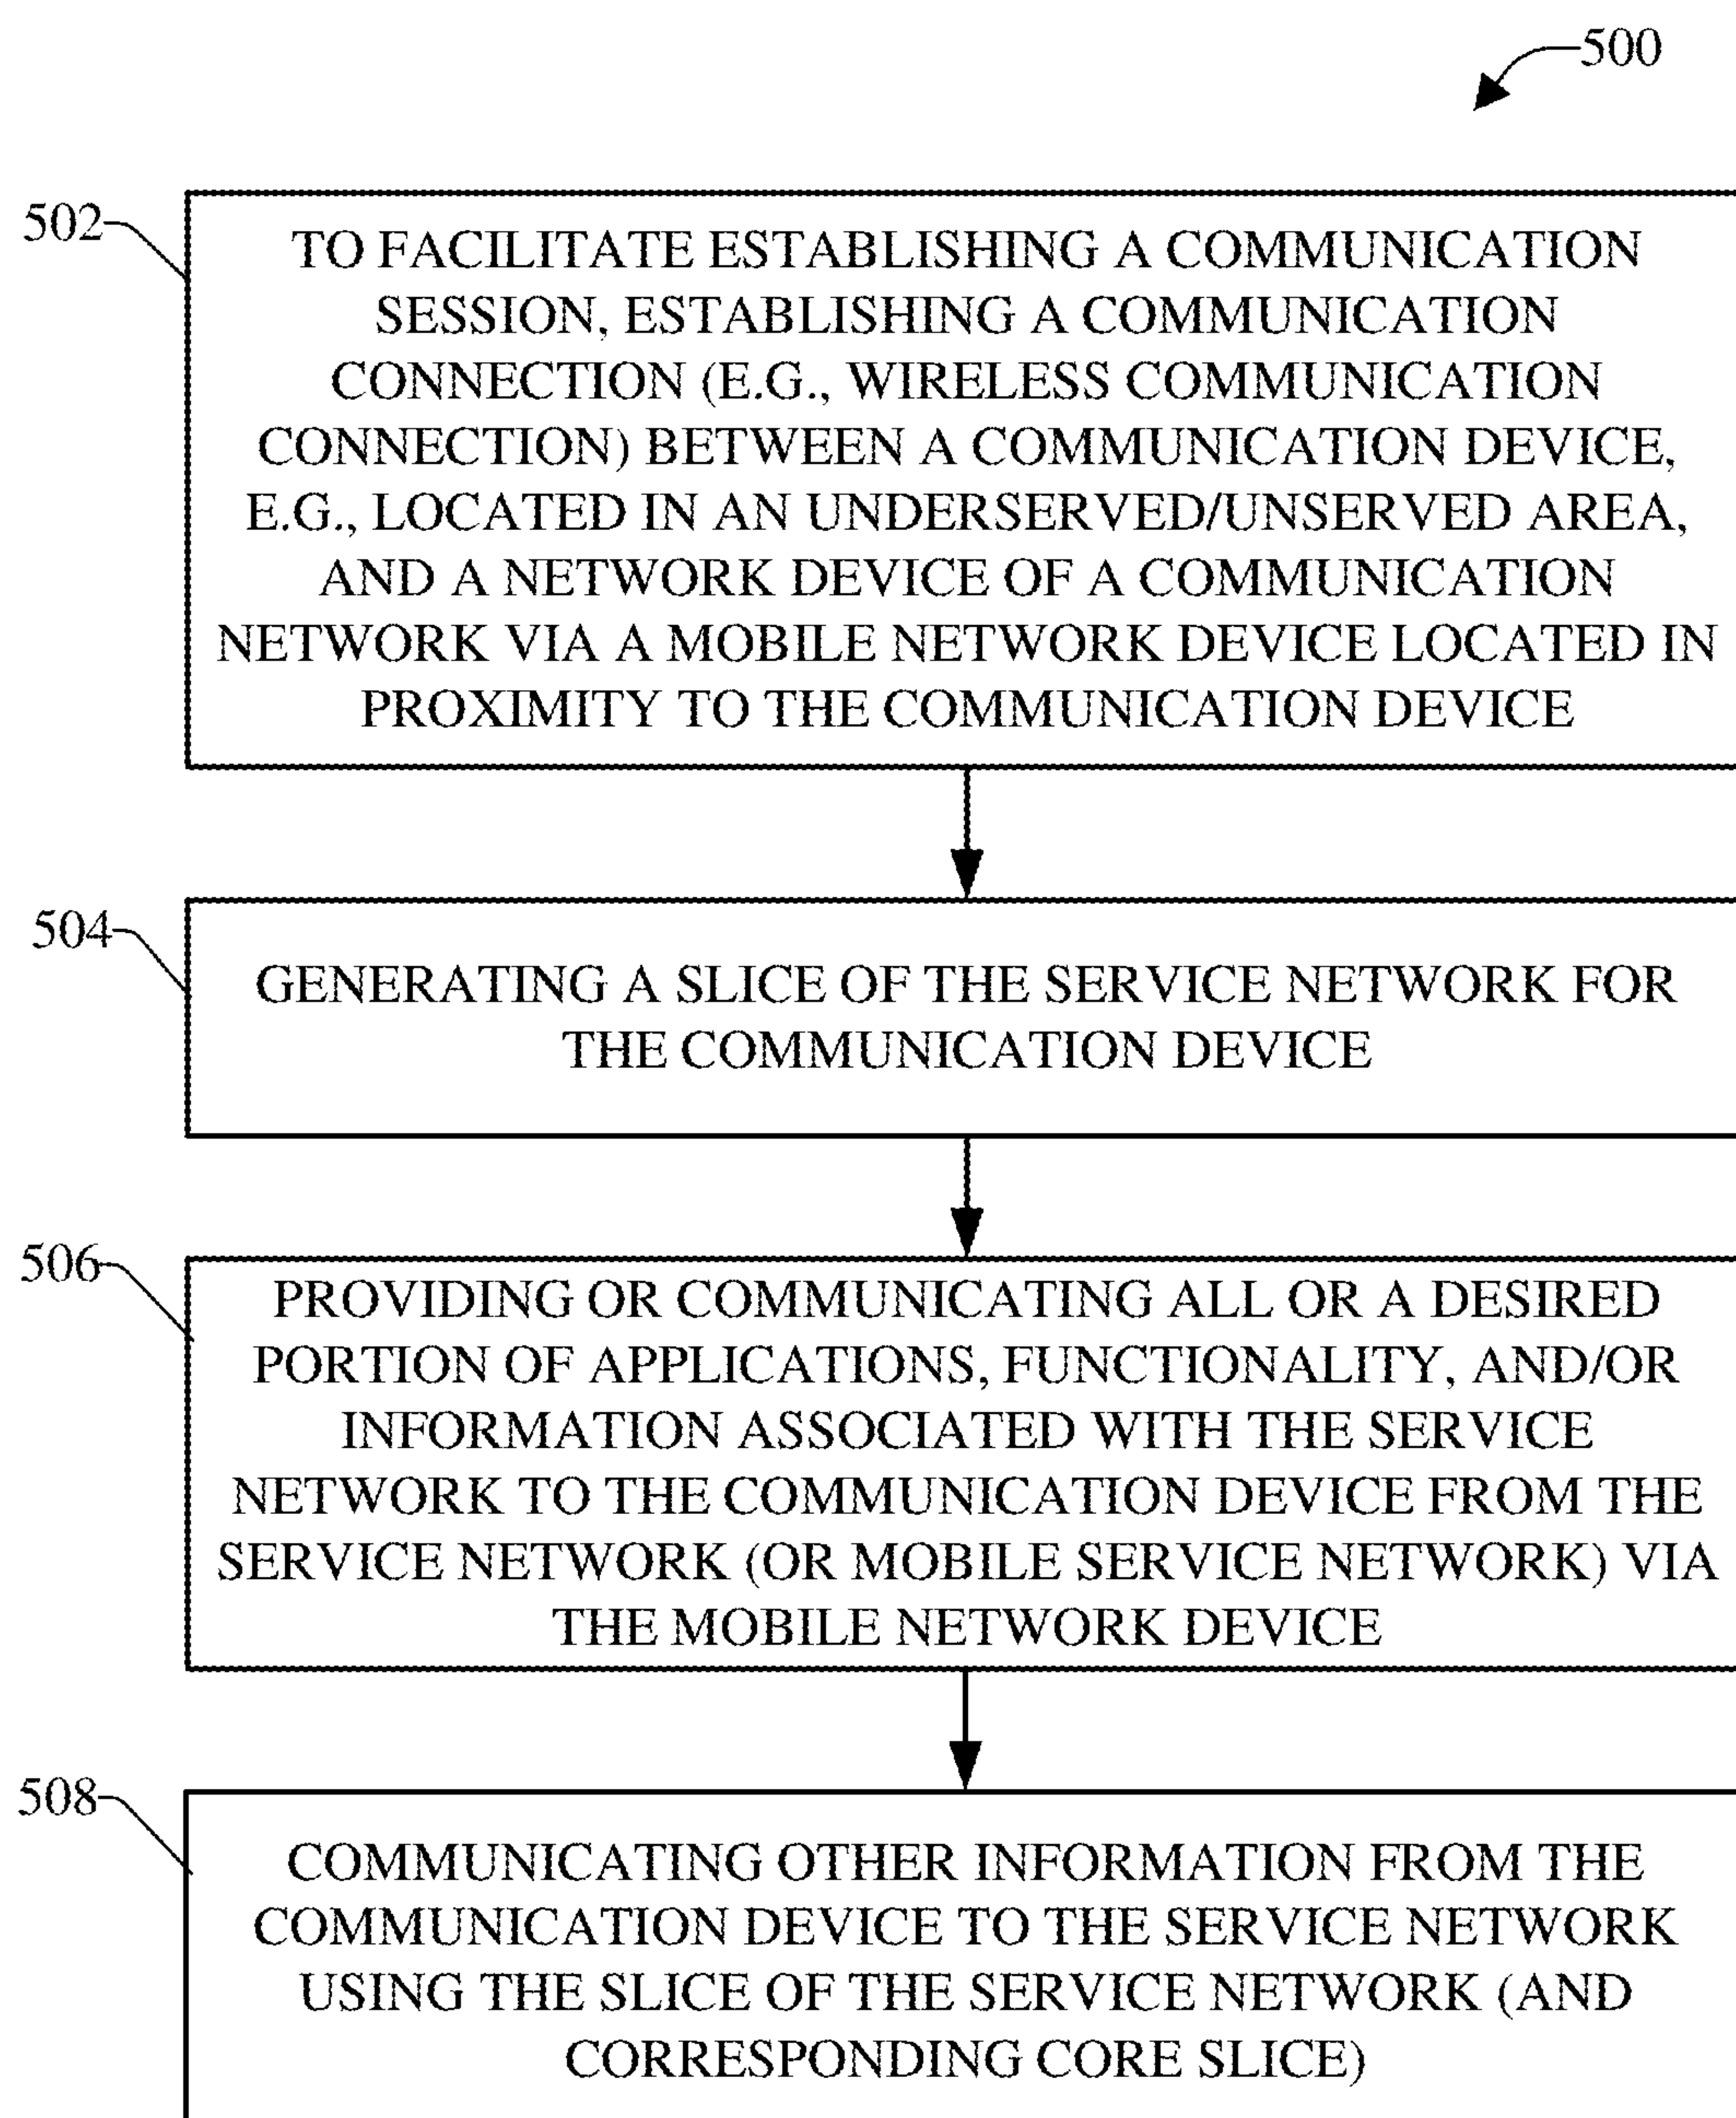 500
502
TO FACILITATE ESTABLISHING A COMMUNICATION
SESSION, ESTABLISHING A COMMUNICATION
CONNECTION (E.G., WIRELESS COMMUNICATION
CONNECTION) BETWEEN A COMMUNICATION DEVICE,
E.G., LOCATED IN AN UNDERSERVED/UNSERVED AREA,
AND A NETWORK DEVICE OF A COMMUNICATION
NETWORK VIA A MOBILE NETWORK DEVICE LOCATED IN
PROXIMITY TO THE COMMUNICATION DEVICE
504
GENERATING A SLICE OF THE SERVICE NETWORK FOR
THE COMMUNICATION DEVICE
506
PROVIDING OR COMMUNICATING ALL OR A DESIRED
PORTION OF APPLICATIONS, FUNCTIONALITY, AND/OR
INFORMATION ASSOCIATED WITH THE SERVICE
NETWORK TO THE COMMUNICATION DEVICE FROM THE
SERVICE NETWORK (OR MOBILE SERVICE NETWORK) VIA
THE MOBILE NETWORK DEVICE
508
COMMUNICATING OTHER INFORMATION FROM THE
COMMUNICATION DEVICE TO THE SERVICE NETWORK
USING THE SLICE OF THE SERVICE NETWORK (AND
CORRESPONDING CORE SLICE)